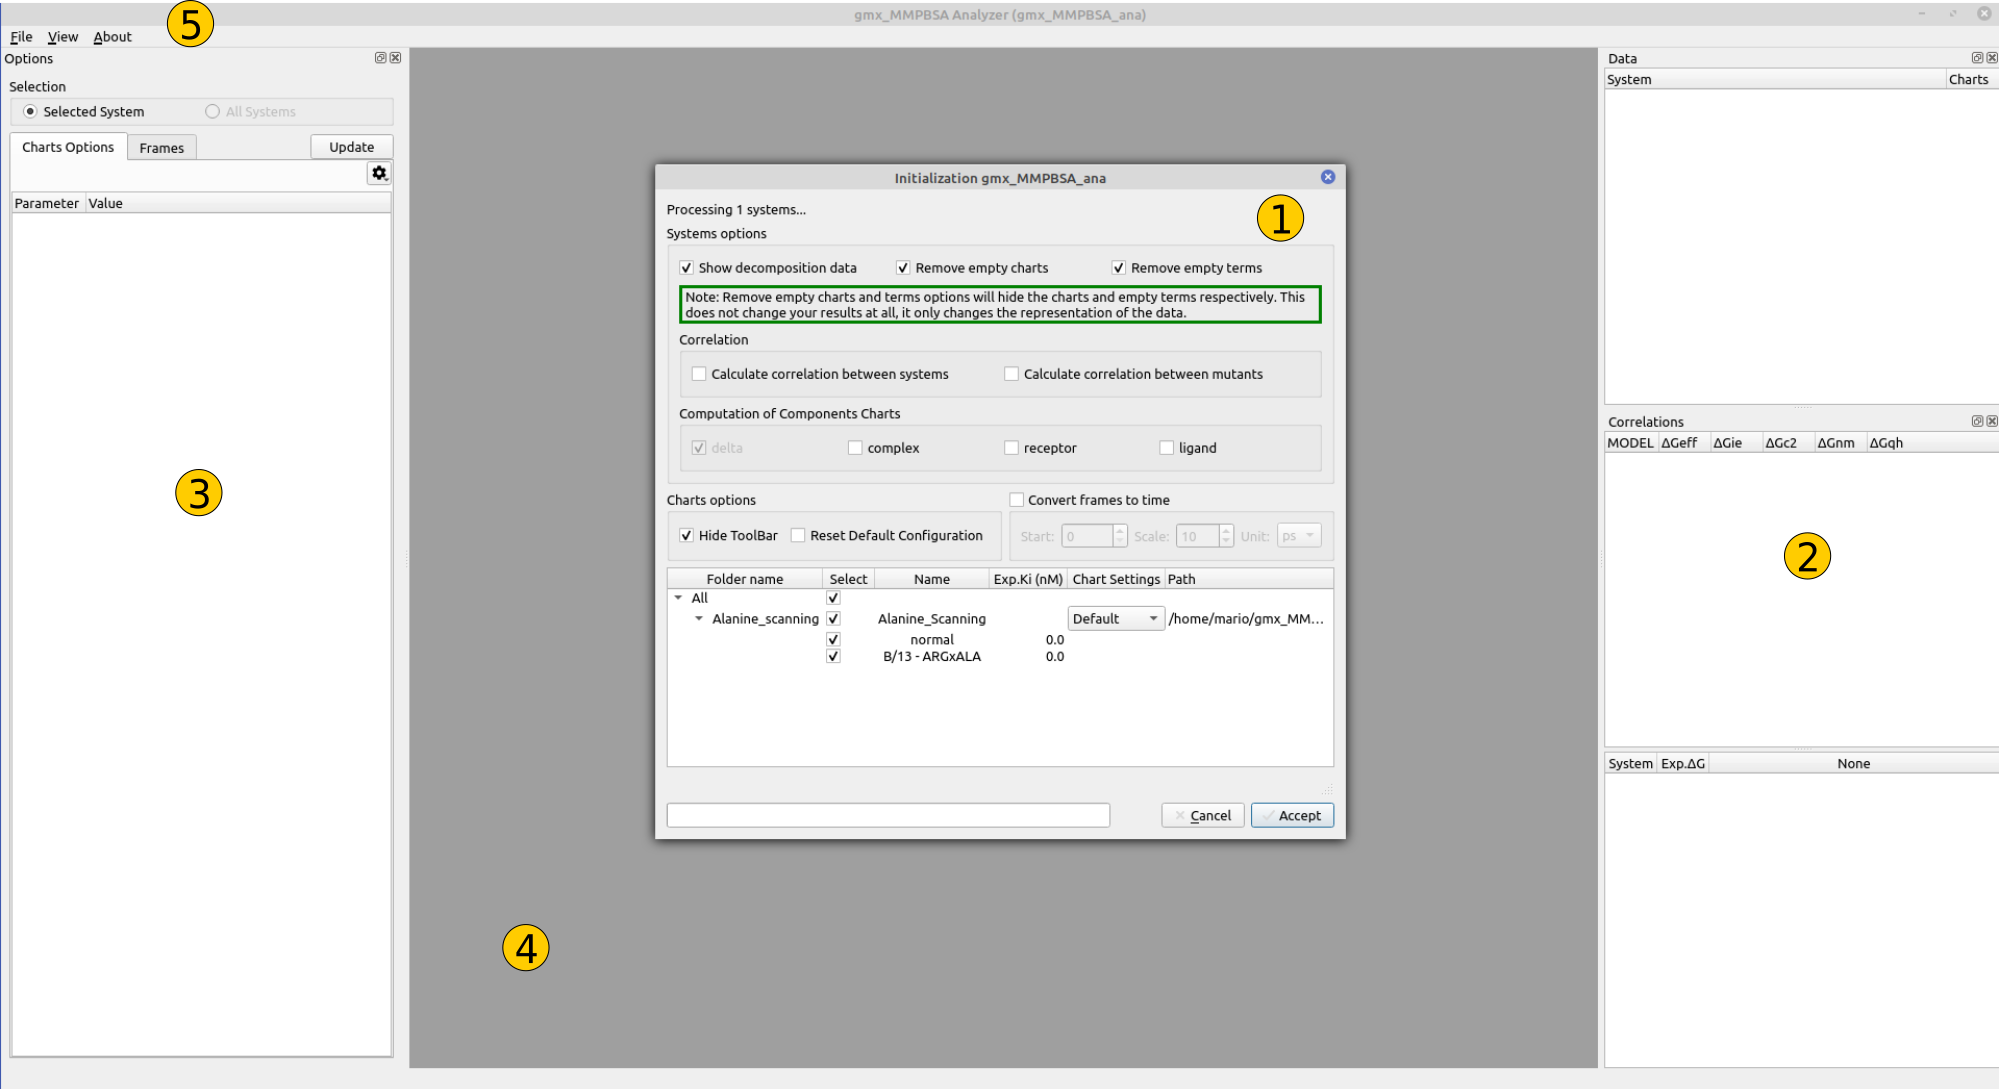 gmx_MMPBSA Analyzer (gmx_MMPBSA_ana)
5
File View About
Options
Selection
Selected System All Systems
Charts Options Frames Update
Parameter Value
3
4
Initialization gmx_MMPBSA_ana
Processing 1 systems...
1
Systems options
Show decomposition data Remove empty charts Remove empty terms
Note: Remove empty charts and terms options will hide the charts and empty terms respectively. This
does not change your results at all, it only changes the representation of the data.
Correlation
Calculate correlation between systems Calculate correlation between mutants
Computation of Components Charts
delta complex receptor ligand
Charts options Convert frames to time
Hide ToolBar Reset Default Configuration Start: 0 Scale: 10 Unit: ps
Folder name Select Name Exp.Ki (nM) Chart Settings Path
All
Alanine_scanning Alanine_Scanning Default /home/mario/gmx_MM...
normal 0.0
B/13 - ARGxALA 0.0
Cancel Accept
Data
System Charts
Correlations
MODEL ΔGeff ΔGie ΔGc2 ΔGnm ΔGqh
2
System Exp.ΔG None